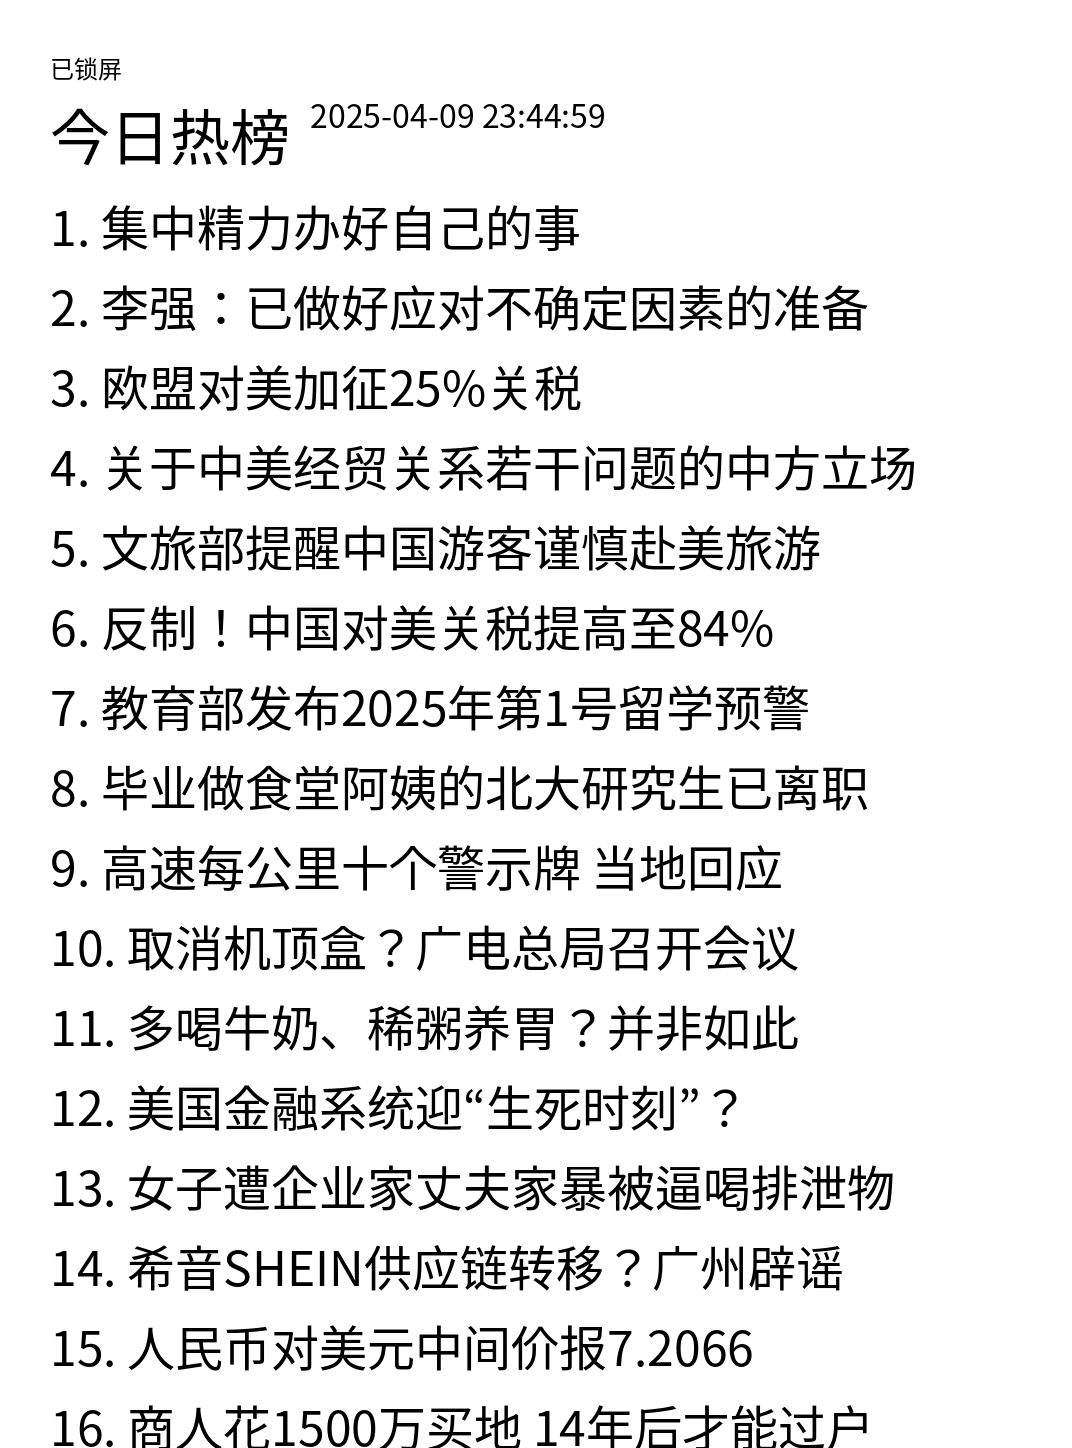 已锁屏
今日热榜 2025-04-09 23:44:59
1. 集中精力办好自己的事
2. 李强：已做好应对不确定因素的准备
3. 欧盟对美加征25%关税
4. 关于中美经贸关系若干问题的中方立场
5. 文旅部提醒中国游客谨慎赴美旅游
6. 反制！中国对美关税提高至84%
7. 教育部发布2025年第1号留学预警
8. 毕业做食堂阿姨的北大研究生已离职
9. 高速每公里十个警示牌 当地回应
10. 取消机顶盒？广电总局召开会议
11. 多喝牛奶、稀粥养胃？并非如此
12. 美国金融系统迎“生死时刻”？
13. 女子遭企业家丈夫家暴被逼喝排泄物
14. 希音SHEIN供应链转移？广州辟谣
15. 人民币对美元中间价报7.2066
16. 商人花1500万买地 14年后才能过户